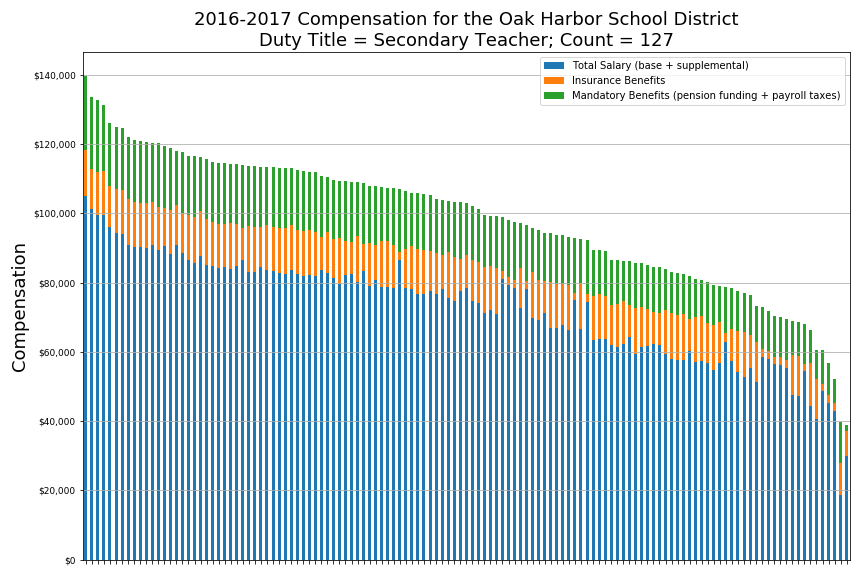 2016-2017 Compensation for the Oak Harbor School District
Duty Title = Secondary Teacher; Count = 127
Total Salary (base + supplemental)
Insurance Benefits
Mandatory Benefits (pension funding + payroll taxes)
Compensation
$140,000
$120,000
$100,000
$80,000
$60,000
$40,000
$20,000
$0